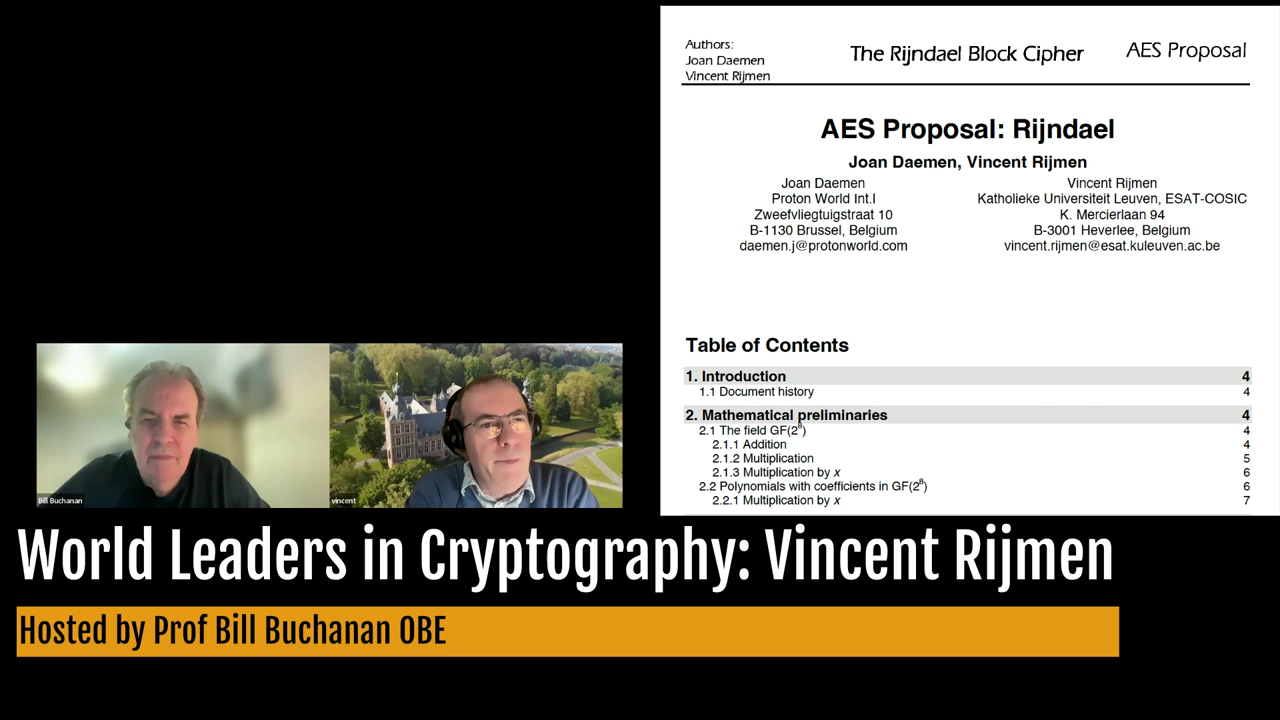 Authors:
Joan Daemen
Vincent Rijmen
The Rijndael Block Cipher
AES Proposal
AES Proposal: Rijndael
Joan Daemen, Vincent Rijmen
Joan Daemen
Proton World Int.l
Zweefvliegtuigstraat 10
B-1130 Brussel, Belgium
daemen.j@protonworld.com
Vincent Rijmen
Katholieke Universiteit Leuven, ESAT-COSIC
K. Mercierlaan 94
B-3001 Heverlee, Belgium
vincent.rijmen@esat.kuleuven.ac.be
Table of Contents
1. Introduction 4
1.1 Document history 4
2. Mathematical preliminaries 4
2.1 The field GF(2⁸) 4
2.1.1 Addition 4
2.1.2 Multiplication 5
2.1.3 Multiplication by x 6
2.2 Polynomials with coefficients in GF(2⁸) 6
2.2.1 Multiplication by x 7
Bill Buchanan
vincent
World Leaders in Cryptography: Vincent Rijmen
Hosted by Prof Bill Buchanan OBE